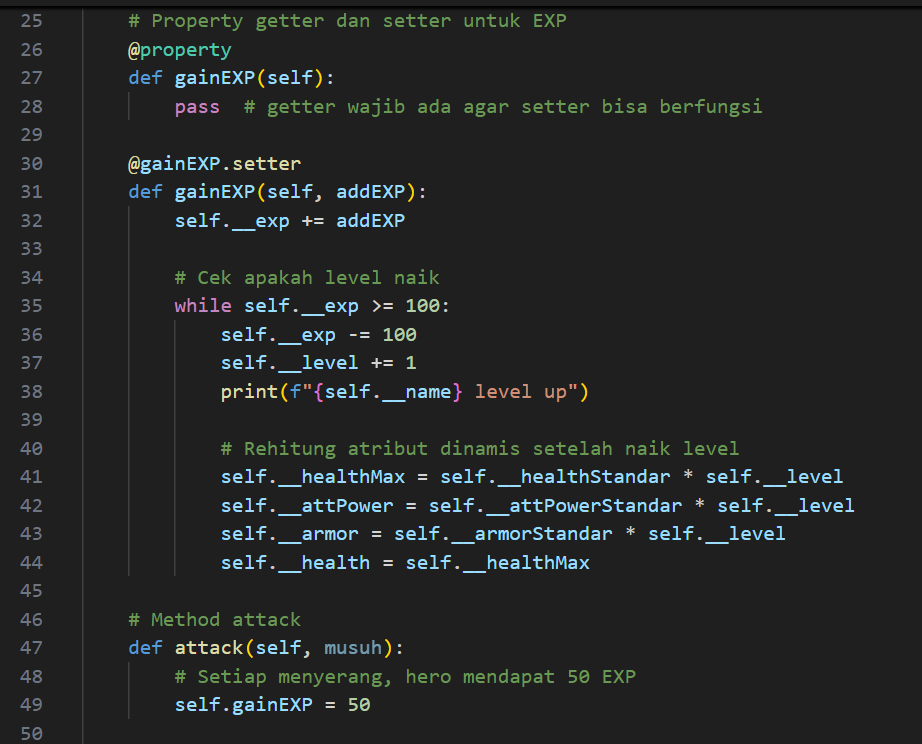 25 # Property getter dan setter untuk EXP
26 @property
27 def gainEXP(self):
28 pass # getter wajib ada agar setter bisa berfungsi
29
30 @gainEXP.setter
31 def gainEXP(self, addEXP):
32 self.__exp += addEXP
33
34 # Cek apakah level naik
35 while self.__exp >= 100:
36 self.__exp -= 100
37 self.__level += 1
38 print(f"{self.__name} level up")
39
40 # Rehitung atribut dinamis setelah naik level
41 self.__healthMax = self.__healthStandar * self.__level
42 self.__attPower = self.__attPowerStandar * self.__level
43 self.__armor = self.__armorStandar * self.__level
44 self.__health = self.__healthMax
45
46 # Method attack
47 def attack(self, musuh):
48 # Setiap menyerang, hero mendapat 50 EXP
49 self.gainEXP = 50
50